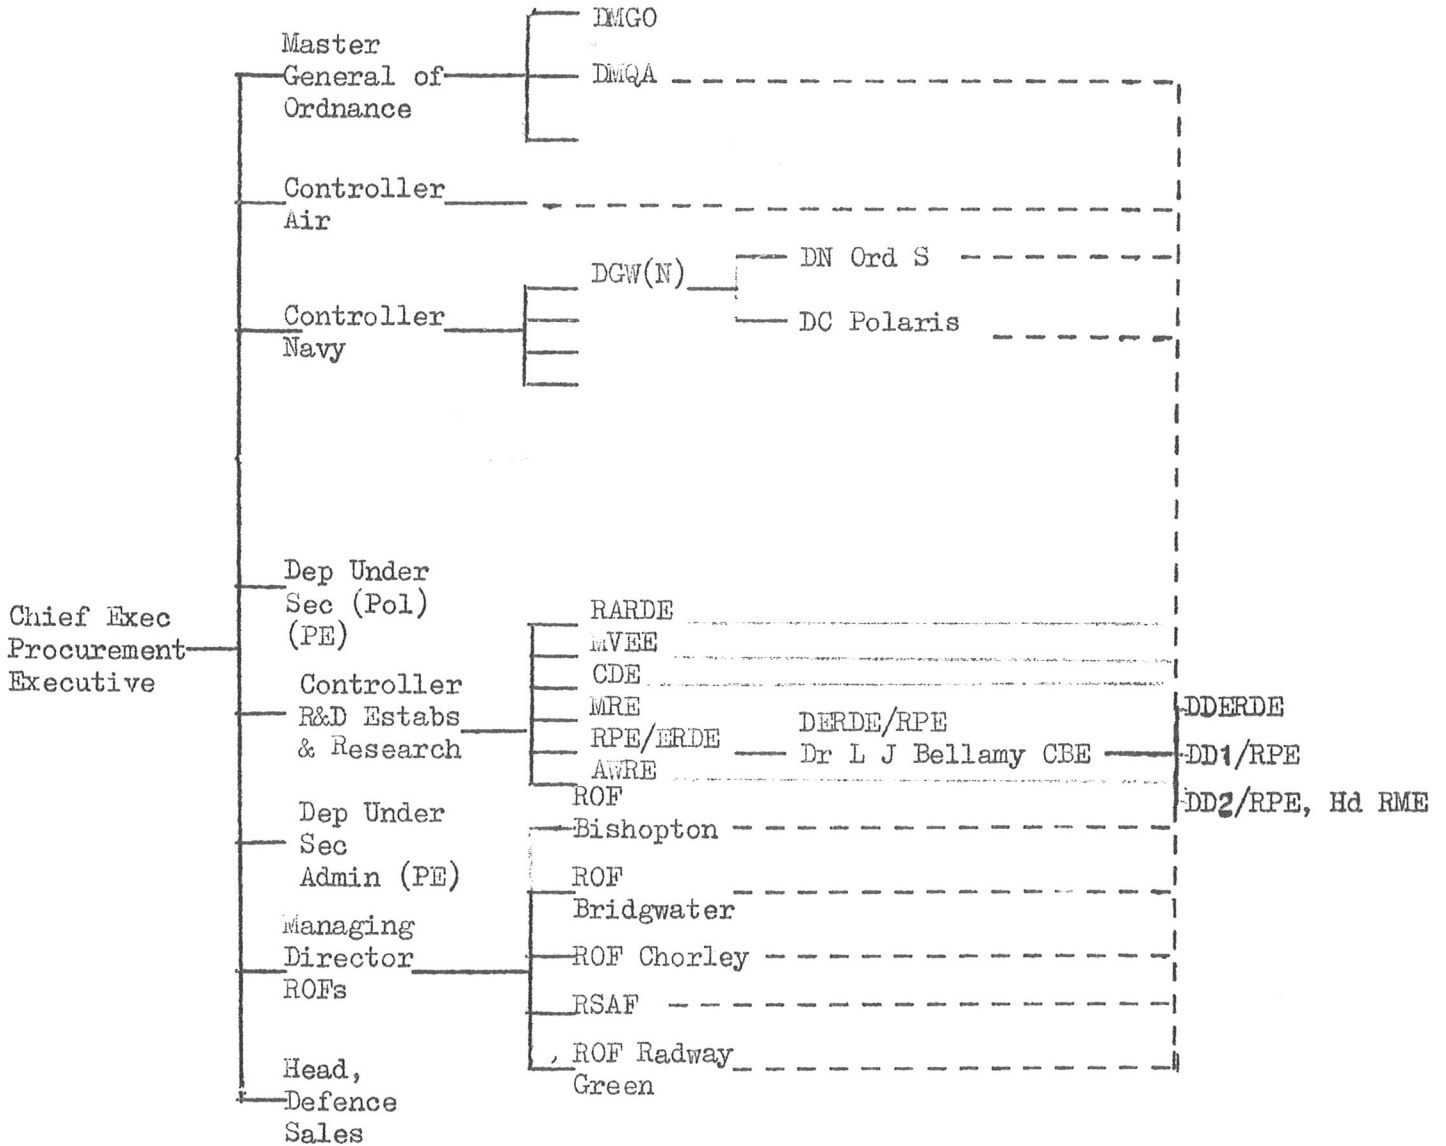 Chief Exec
Procurement
Executive
Master
General of
Ordnance
DMGO
DMQA
Controller
Air
Controller
Navy
DGW(N)
DN Ord S
DC Polaris
Dep Under
Sec (Pol)
(PE)
Controller
R&D Estabs
& Research
RARDE
MVEE
CDE
MRE
RPE/ERDE
AWRE
DERDE/RPE
Dr L J Bellamy CBE
DDERDE
DD1/RPE
DD2/RPE, Hd RME
Dep Under
Sec
Admin (PE)
Managing
Director
ROFs
ROF
Bishopton
ROF
Bridgwater
ROF Chorley
RSAF
ROF Radway
Green
Head,
Defence
Sales